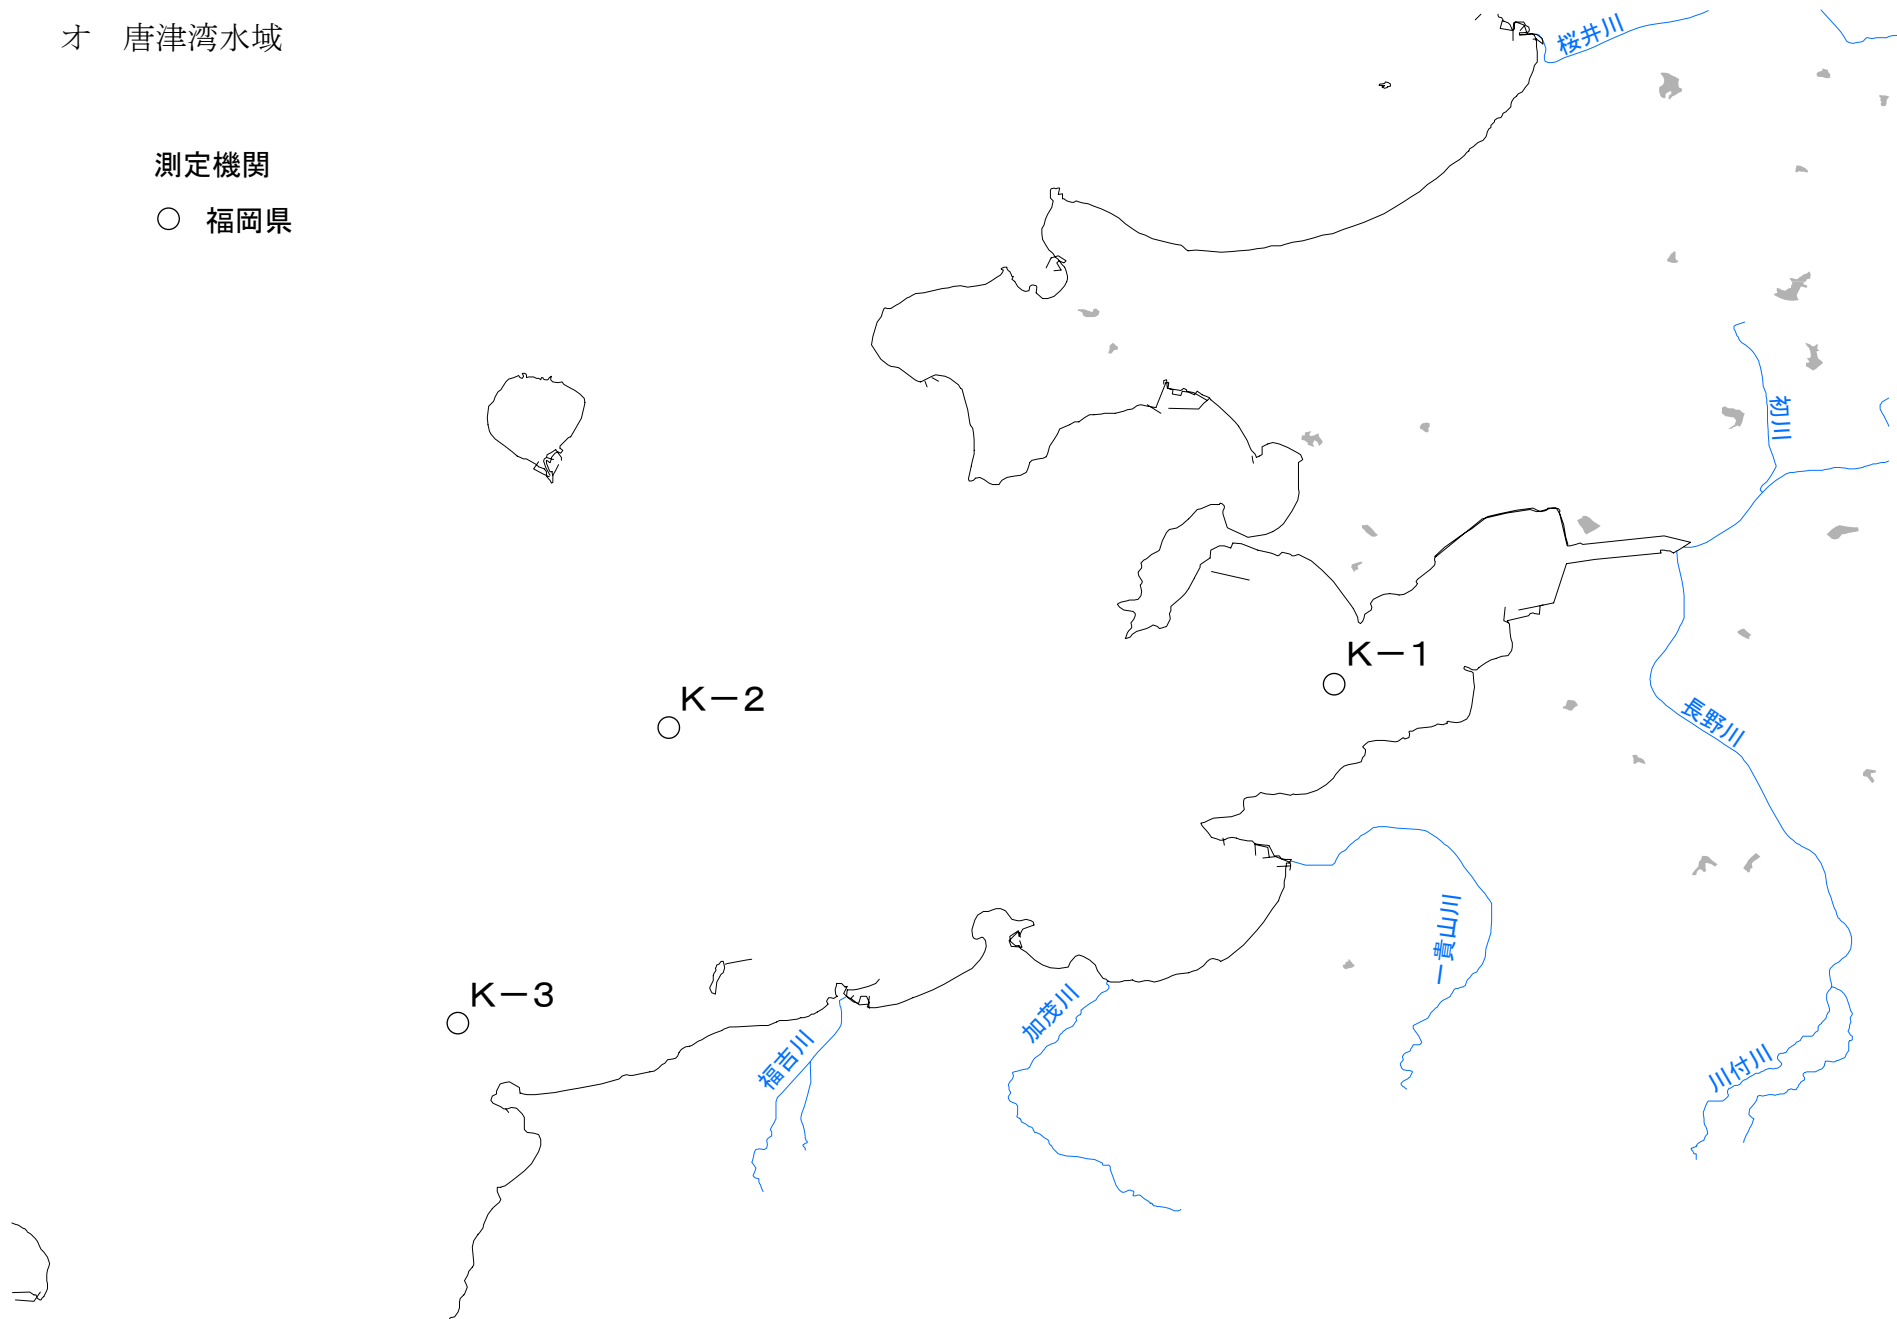 オ　唐津湾水域
桜井川
測定機関
○ 福岡県
初川
K－1
K－2
長野川
一貴山川
K－3
加茂川
福吉川
川付川